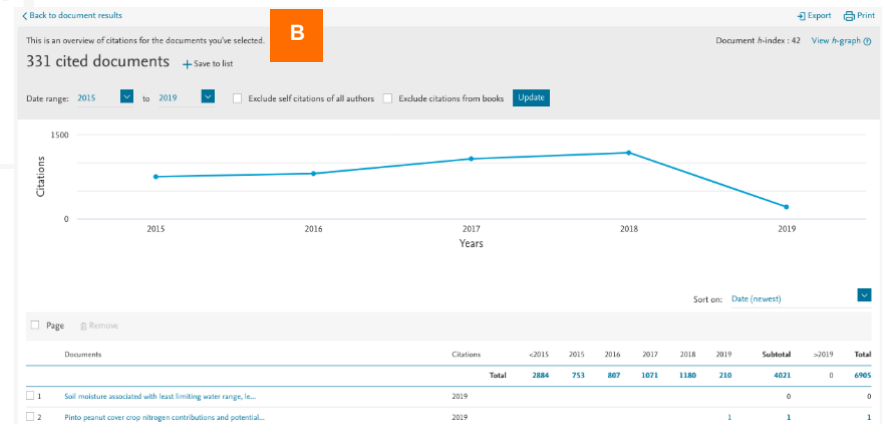 Back to document results
Export Print
This is an overview of citations for the documents you've selected.
B
Document h-index : 42 View h-graph
331 cited documents + Save to list
Date range: 2015 to 2019 Exclude self citations of all authors Exclude citations from books Update
1500
Citations
0
2015 2016 2017 2018 2019
Years
Sort on: Date (newest)
Page Remove
Documents Citations <2015 2015 2016 2017 2018 2019 Subtotal >2019 Total
Total 2884 753 807 1071 1180 210 4021 0 6905
1 Soil moisture associated with least limiting water range, le... 2019 0 0
2 Pinto peanut cover crop nitrogen contributions and potential... 2019 1 1 1